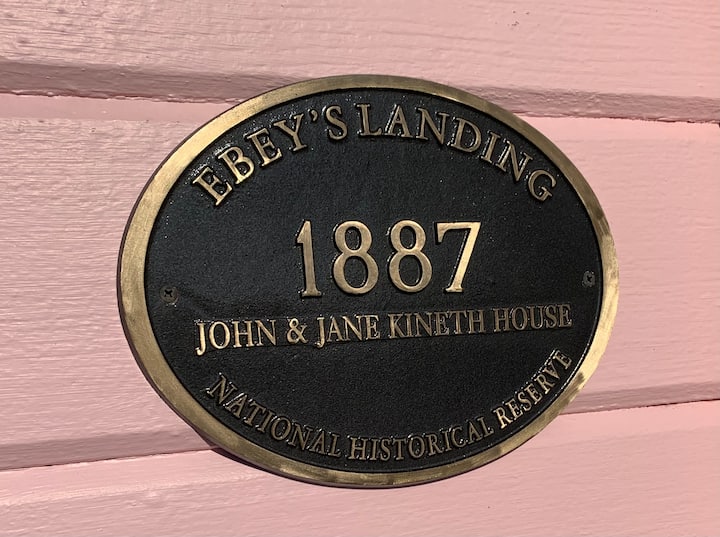 EBEY'S LANDING
1887
JOHN & JANE KINETH HOUSE
NATIONAL HISTORICAL RESERVE